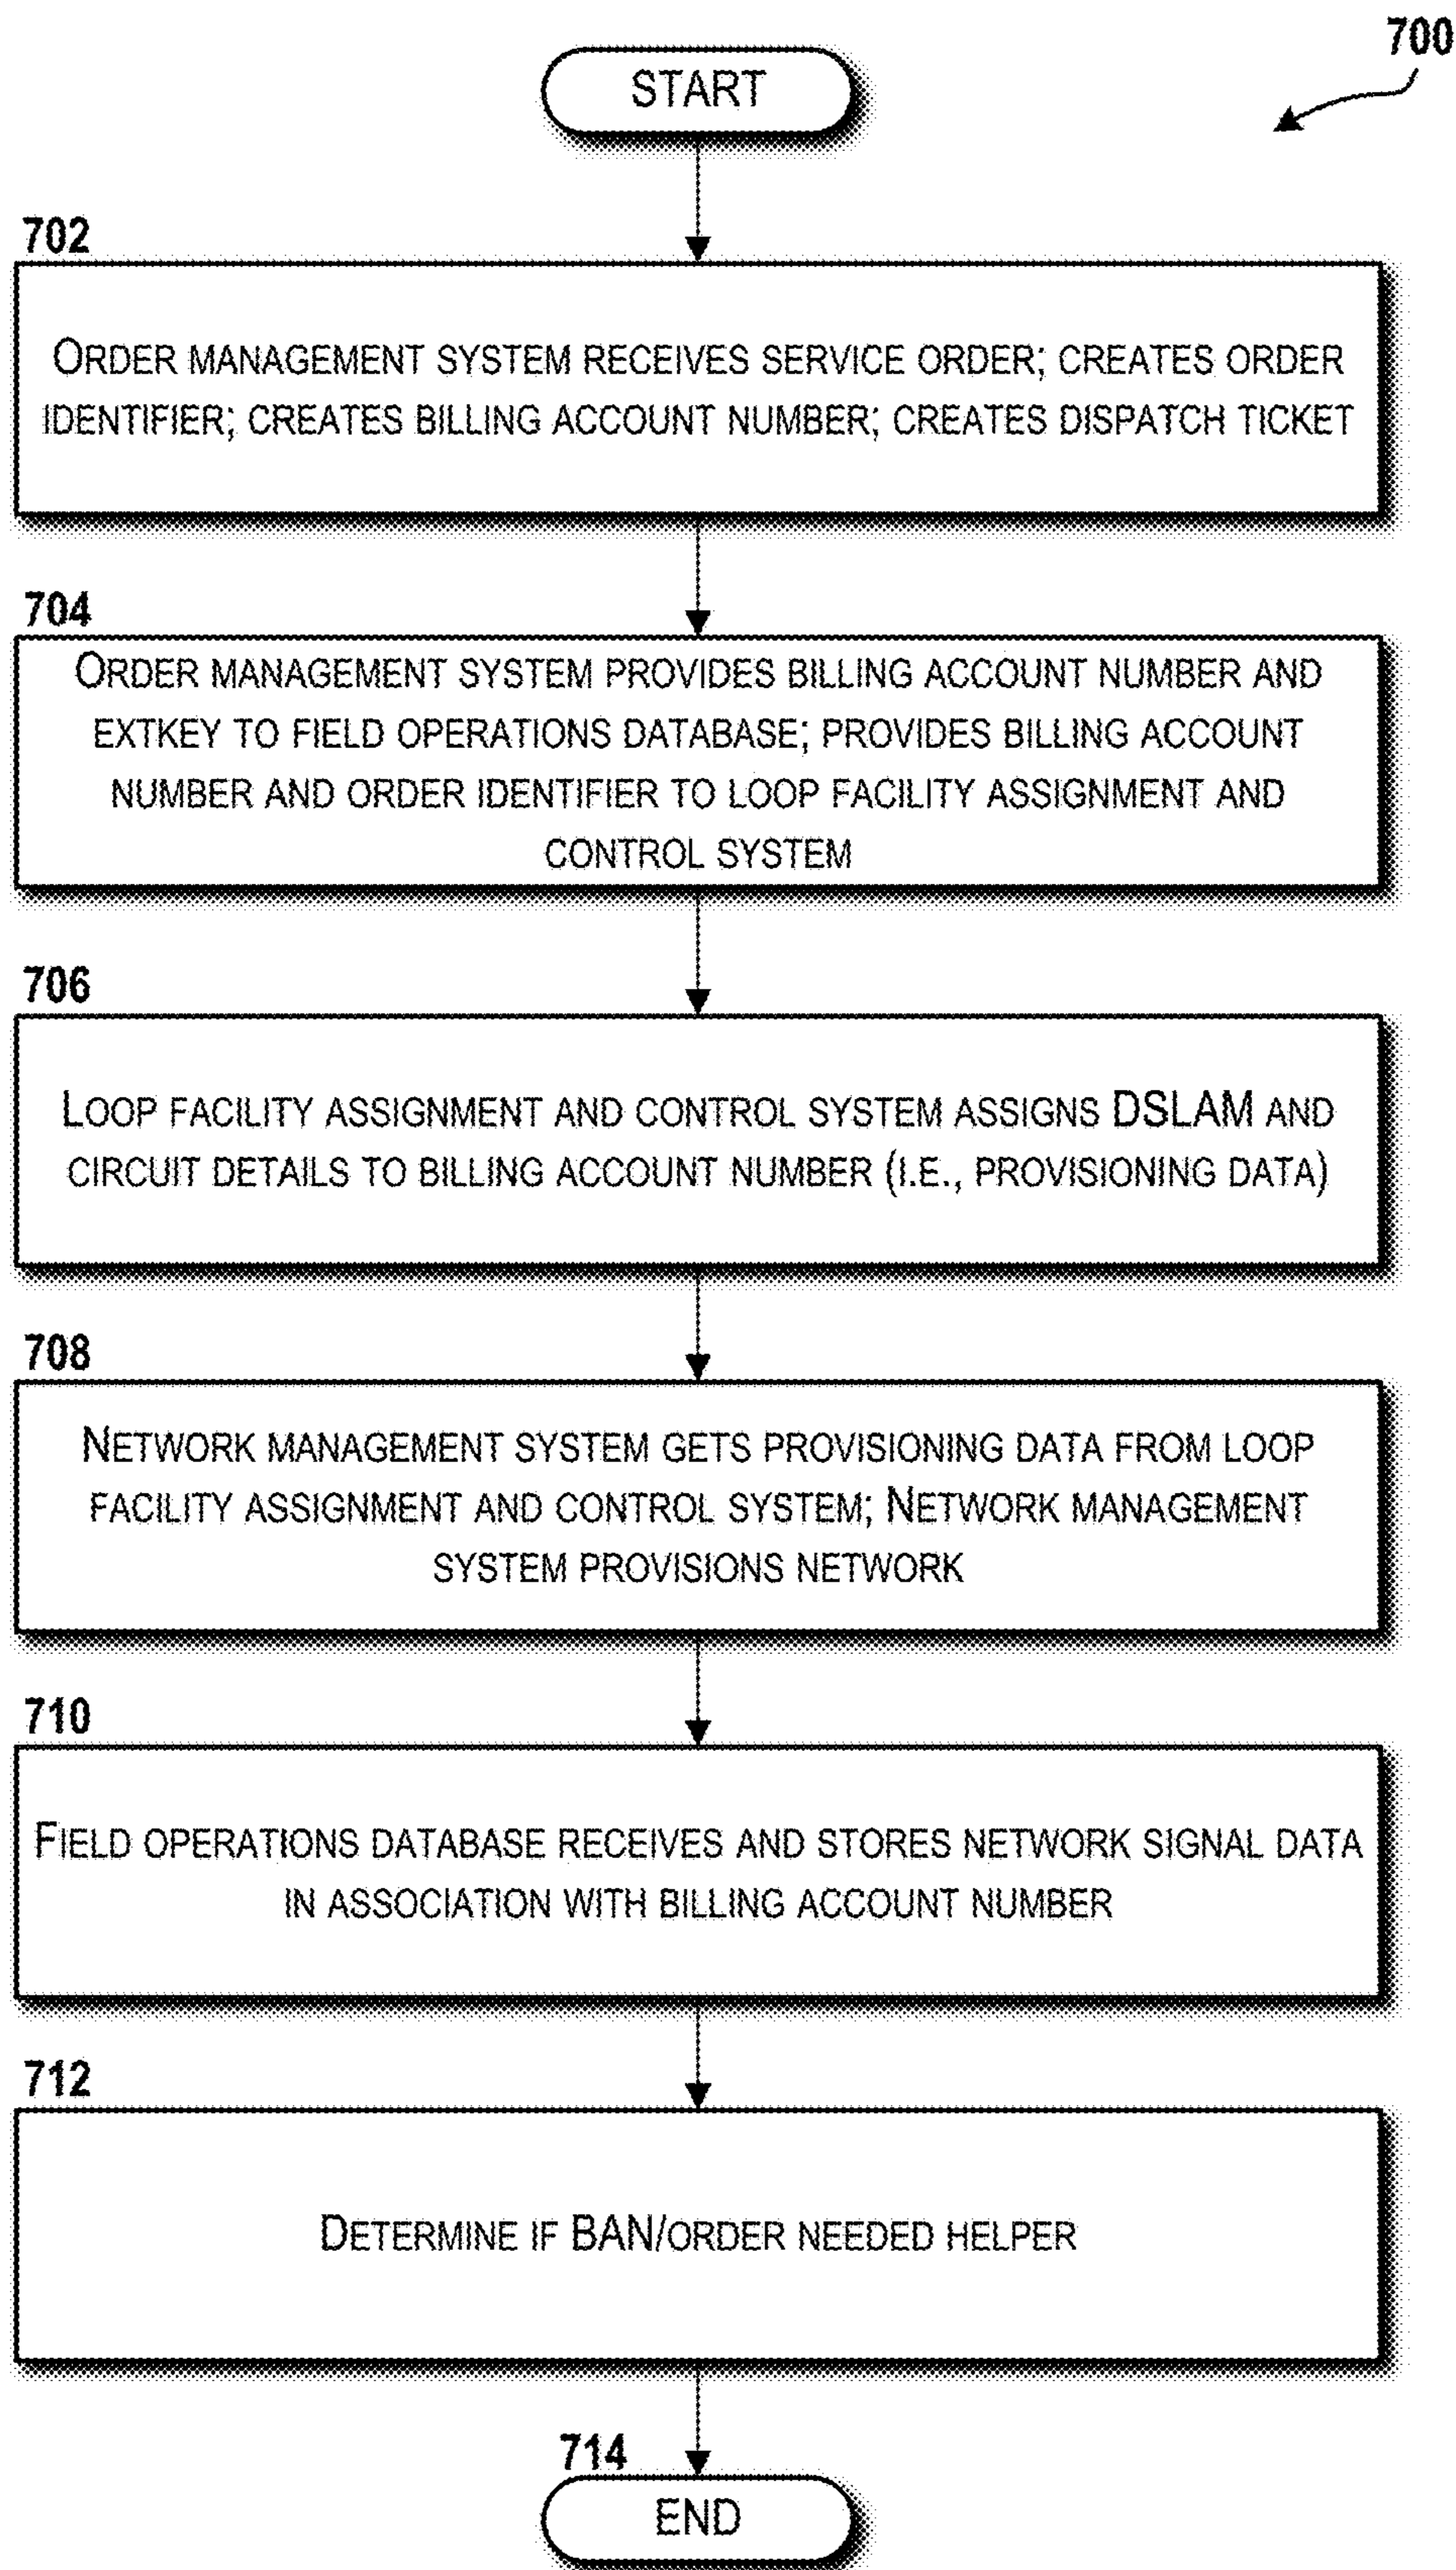 700
START
702
ORDER MANAGEMENT SYSTEM RECEIVES SERVICE ORDER; CREATES ORDER
IDENTIFIER; CREATES BILLING ACCOUNT NUMBER; CREATES DISPATCH TICKET
704
ORDER MANAGEMENT SYSTEM PROVIDES BILLING ACCOUNT NUMBER AND
EXTKEY TO FIELD OPERATIONS DATABASE; PROVIDES BILLING ACCOUNT
NUMBER AND ORDER IDENTIFIER TO LOOP FACILITY ASSIGNMENT AND
CONTROL SYSTEM
706
LOOP FACILITY ASSIGNMENT AND CONTROL SYSTEM ASSIGNS DSLAM AND
CIRCUIT DETAILS TO BILLING ACCOUNT NUMBER (I.E., PROVISIONING DATA)
708
NETWORK MANAGEMENT SYSTEM GETS PROVISIONING DATA FROM LOOP
FACILITY ASSIGNMENT AND CONTROL SYSTEM; NETWORK MANAGEMENT
SYSTEM PROVISIONS NETWORK
710
FIELD OPERATIONS DATABASE RECEIVES AND STORES NETWORK SIGNAL DATA
IN ASSOCIATION WITH BILLING ACCOUNT NUMBER
712
DETERMINE IF BAN/ORDER NEEDED HELPER
714
END